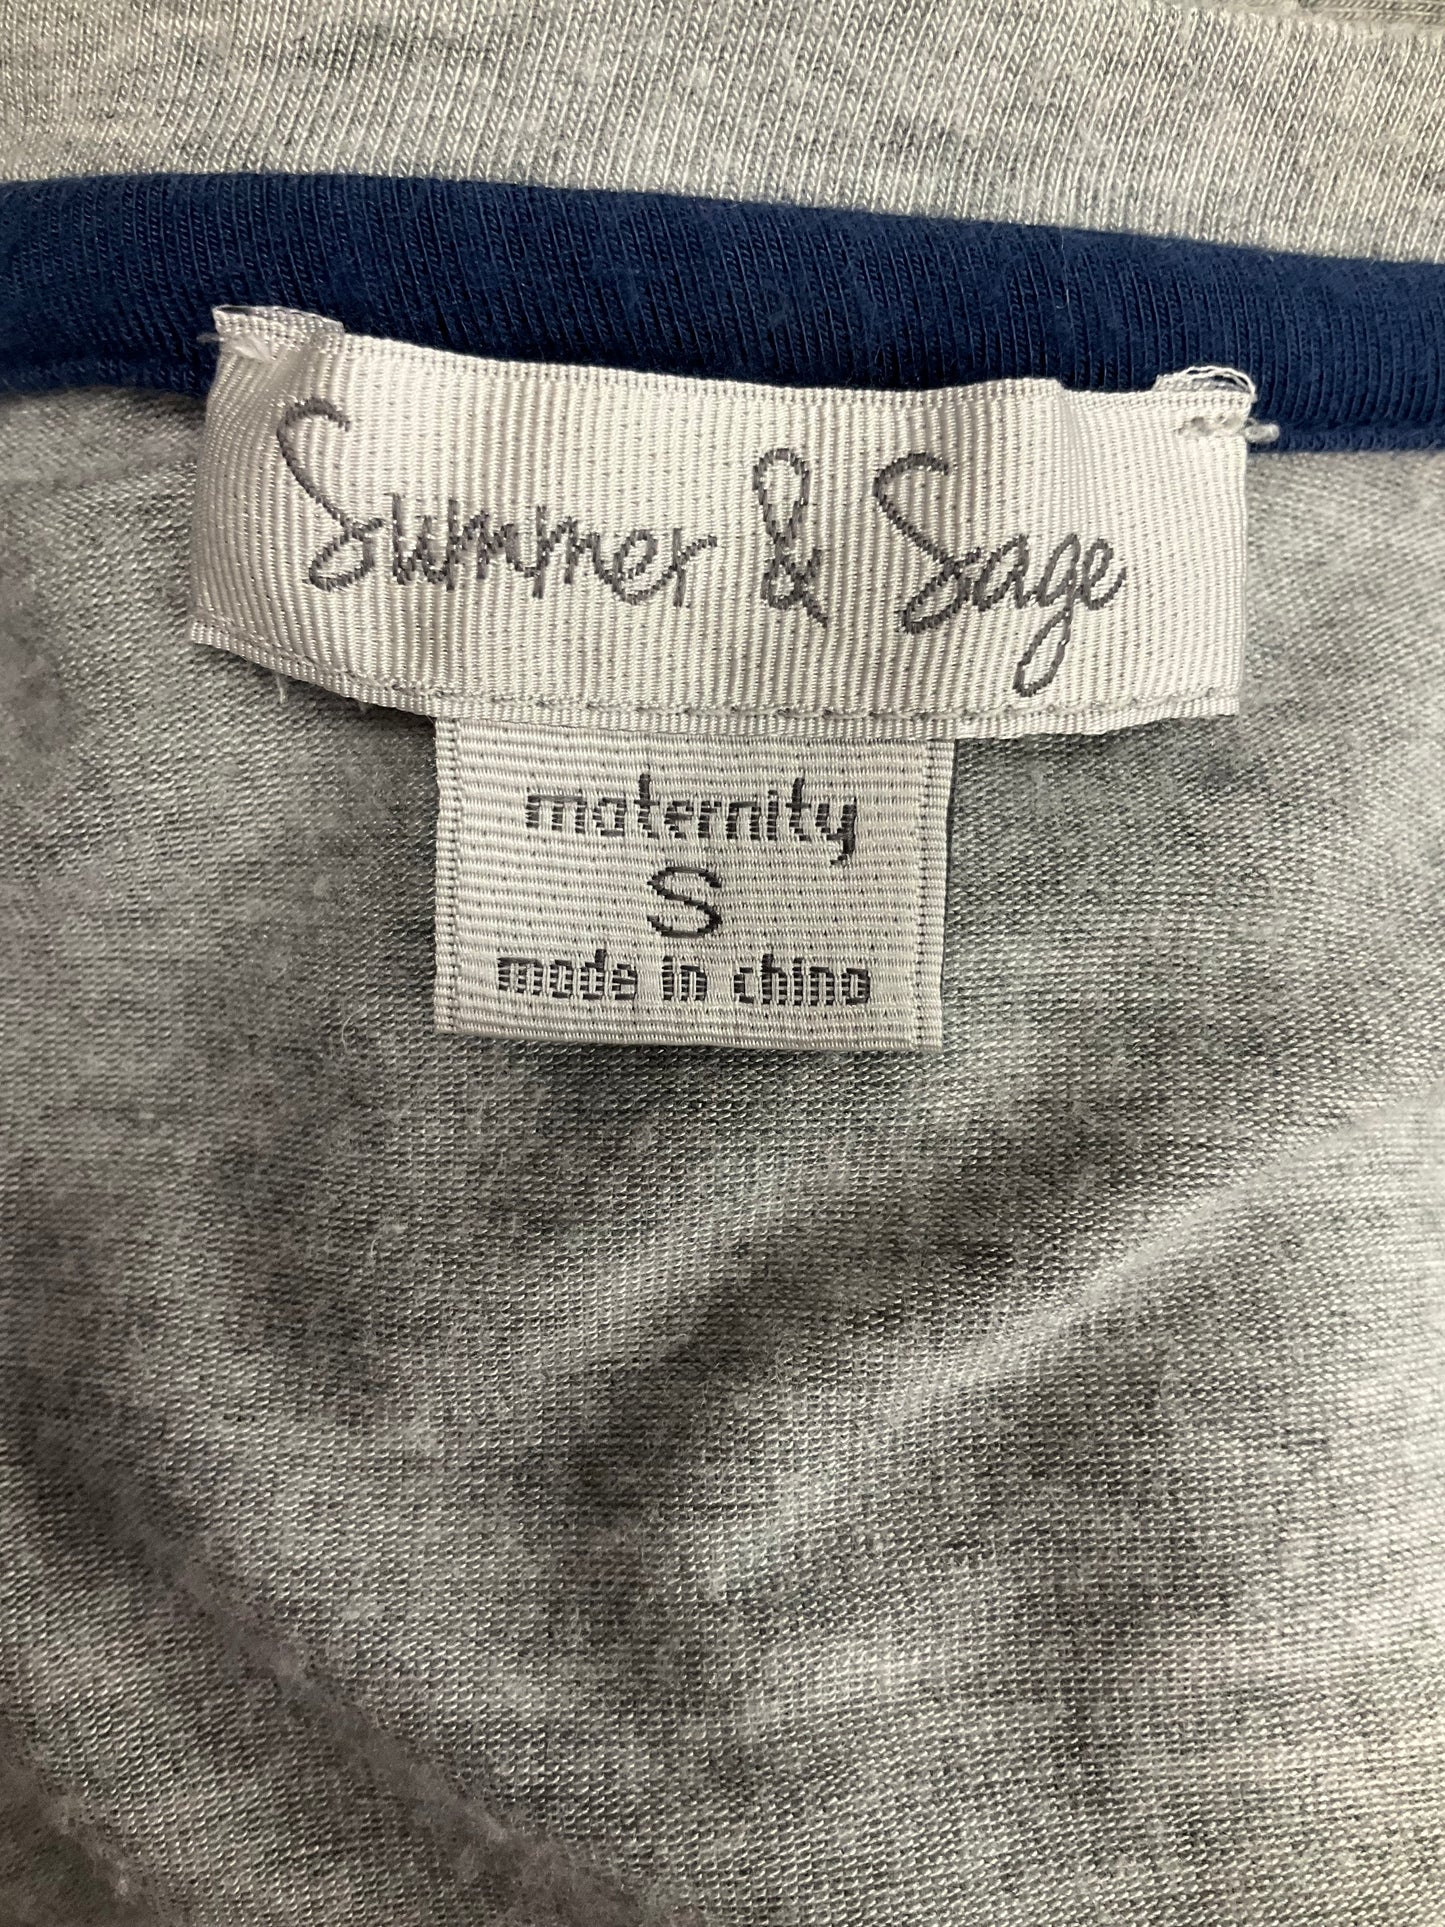 Summer & Sage
maternity
S
made in china